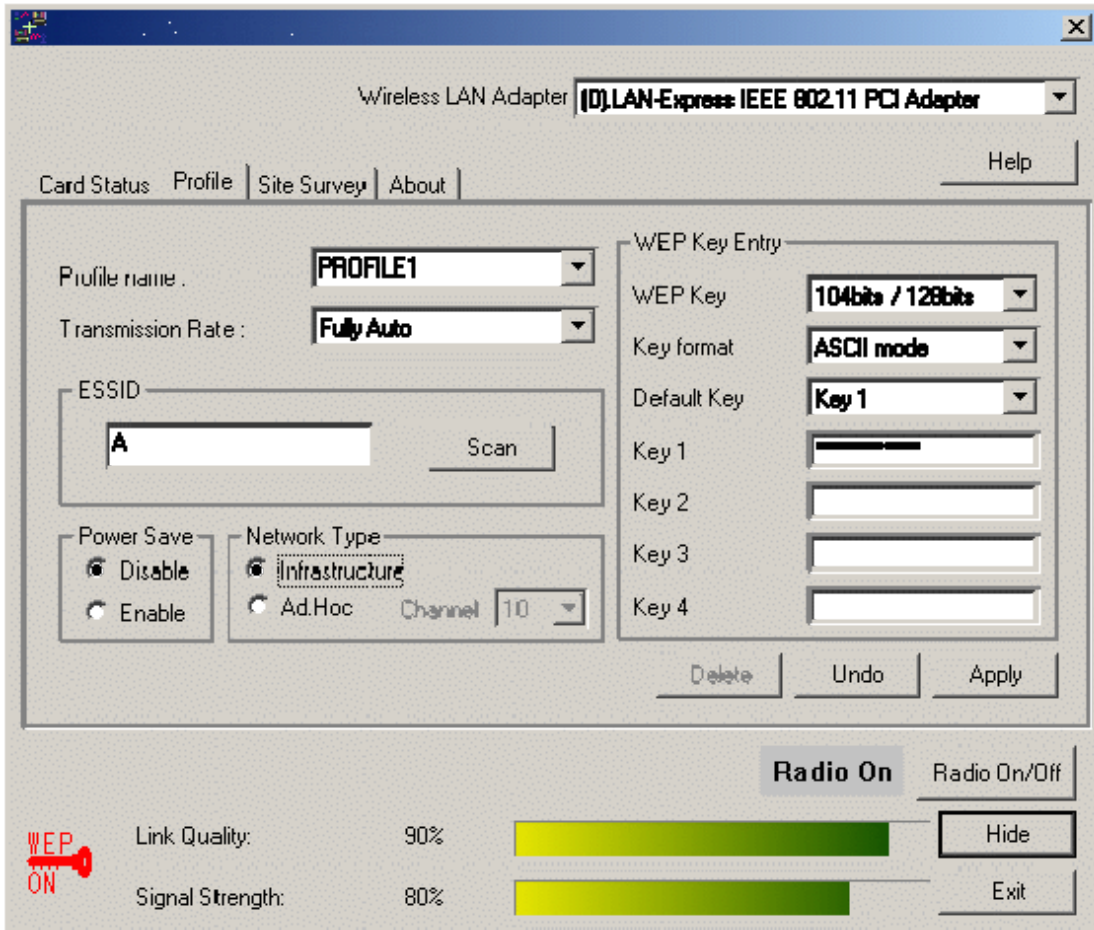 Wireless LAN Adapter (0).LAN-Express IEEE 802.11 PCI Adapter
Help
Card Status Profile Site Survey About
Profile name : PROFILE1
Transmission Rate : Fully Auto
ESSID
A Scan
Power Save
Disable
Enable
Network Type
Infrastructure
Ad.Hoc Channel 10
WEP Key Entry
WEP Key 104bits / 128bits
Key format ASCII mode
Default Key Key 1
Key 1
Key 2
Key 3
Key 4
Delete Undo Apply
Radio On Radio On/Off
WEP
ON
Link Quality: 90% Hide
Signal Strength: 80% Exit